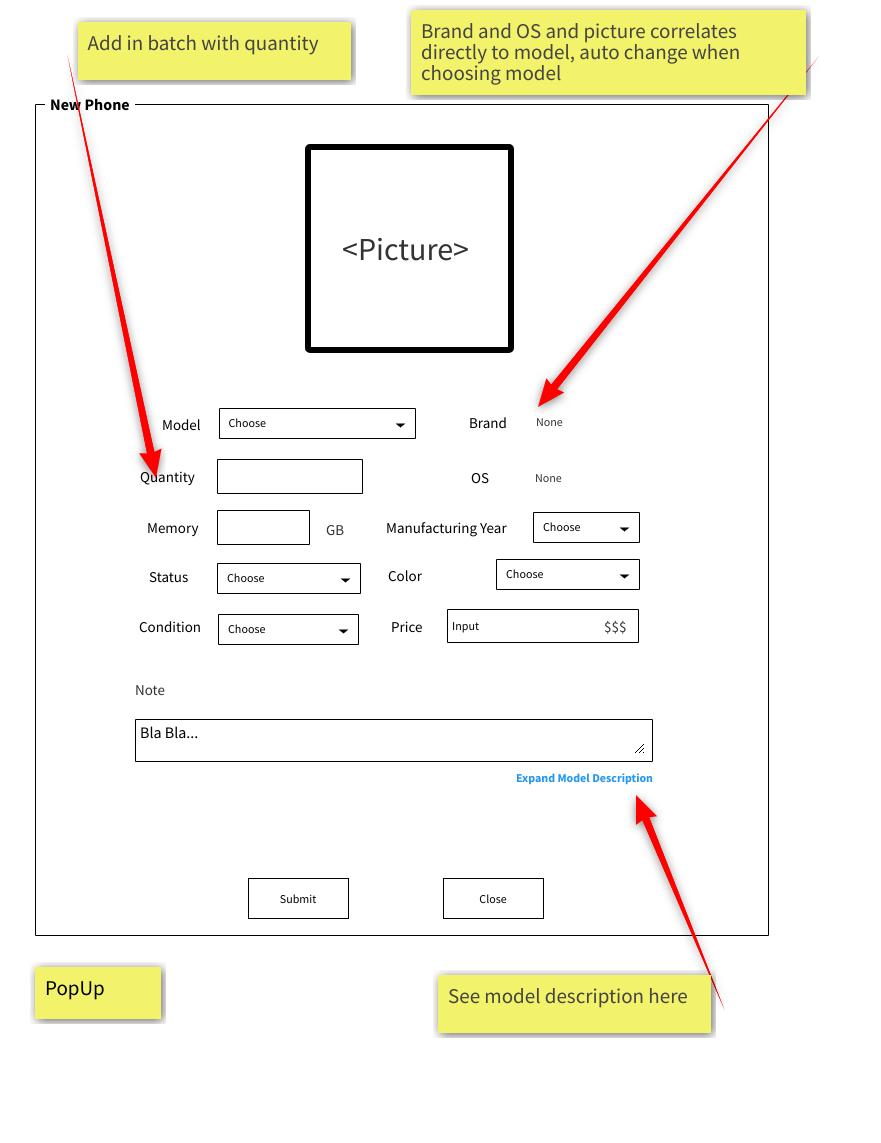 Add in batch with quantity
Brand and OS and picture correlates
directly to model, auto change when
choosing model
New Phone
<Picture>
Model
Choose
Brand
None
Quantity
OS
None
Memory
GB
Manufacturing Year
Choose
Status
Choose
Color
Choose
Condition
Choose
Price
Input
$$$
Note
Bla Bla...
Expand Model Description
Submit
Close
PopUp
See model description here